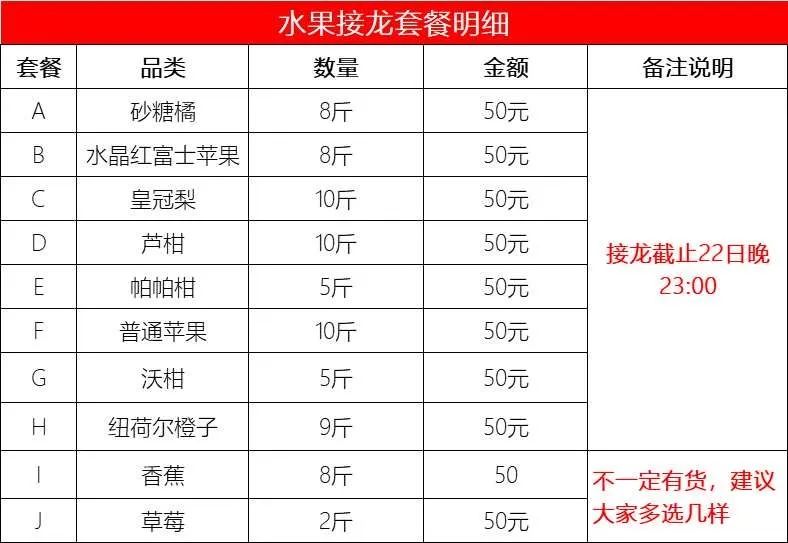 水果接龙套餐明细
套餐 品类 数量 金额 备注说明
A 砂糖橘 8斤 50元
B 水晶红富士苹果 8斤 50元
C 皇冠梨 10斤 50元
D 芦柑 10斤 50元
E 帕帕柑 5斤 50元
F 普通苹果 10斤 50元
G 沃柑 5斤 50元
H 纽荷尔橙子 9斤 50元
接龙截止22日晚
23:00
I 香蕉 8斤 50
J 草莓 2斤 50元
不一定有货，建议
大家多选几样